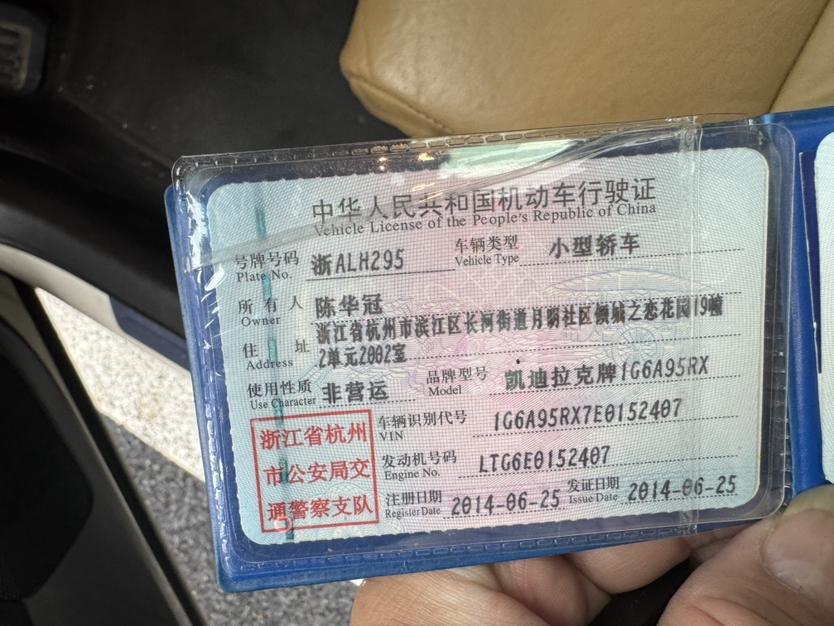 中华人民共和国机动车行驶证
Vehicle License of the People's Republic of China
号牌号码 浙ALH295 车辆类型 小型轿车
Plate No. Vehicle Type
所有人 陈华冠
Owner
住址 浙江省杭州市滨江区长河街道月明社区倾城之恋花园19幢
Address 2单元2002室
使用性质 非营运 品牌型号 凯迪拉克牌1G6A95RX
Use Character Model
浙江省杭州
市公安局交
通警察支队
车辆识别代号 1G6A95RX7E0152407
VIN
发动机号码 LTG6E0152407
Engine No.
注册日期 2014-06-25 发证日期 2014-06-25
Register Date Issue Date